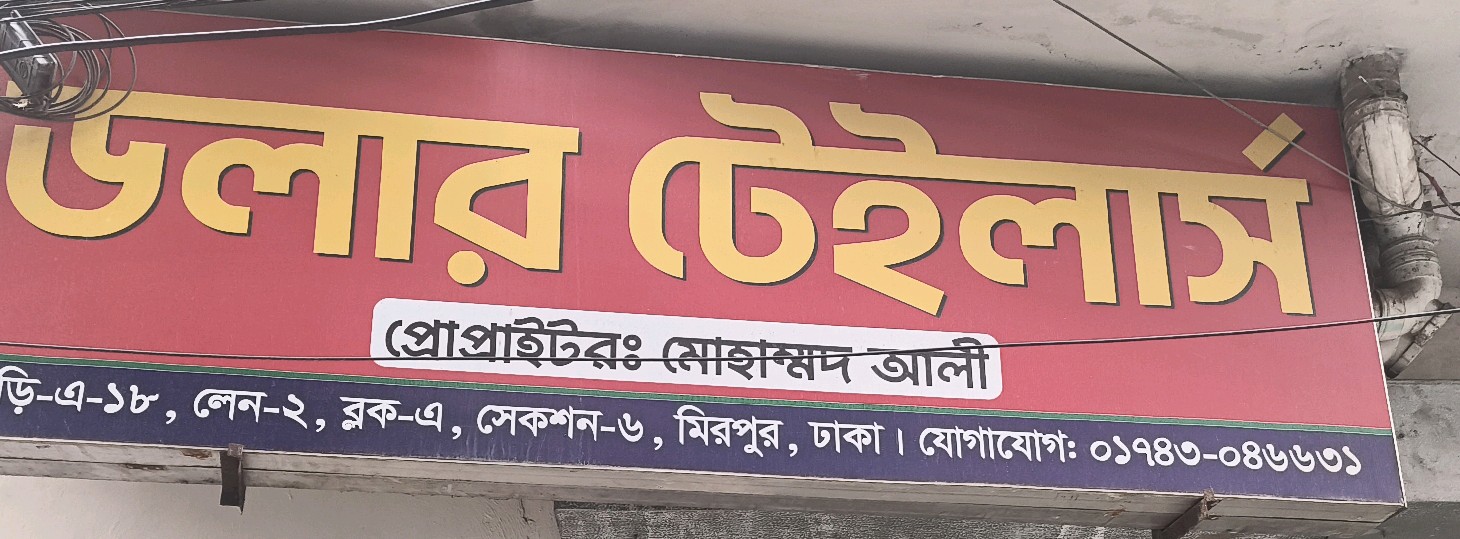 ডলার টেইলার্স
প্রোপ্রাইটরঃ মোহাম্মদ আলী
ড়ি-এ-১৮, লেন-২, ব্লক-এ, সেকশন-৬, মিরপুর, ঢাকা। যোগাযোগ: ০১৭৪৩-০৪৬৬৩১